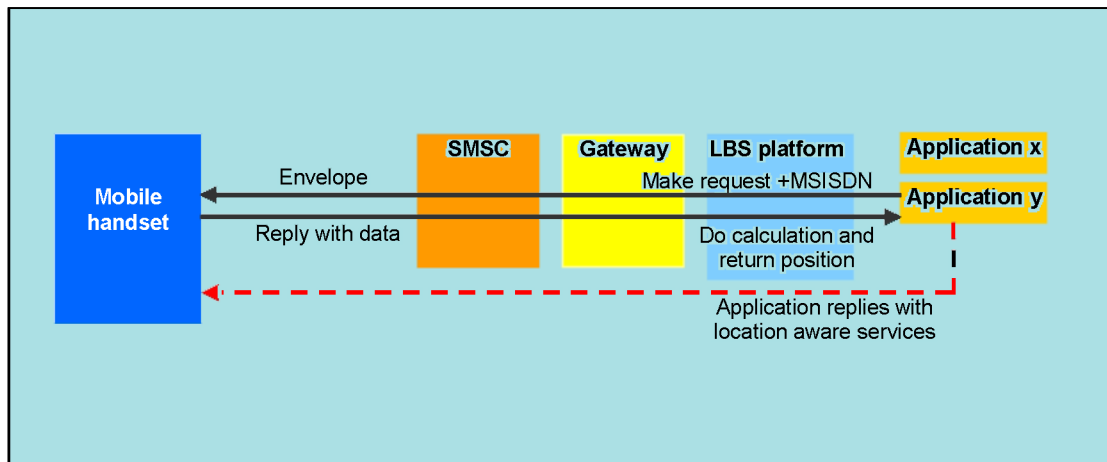 SMSC
Gateway
LBS platform
Application x
Mobile
handset
Envelope
Make request +MSISDN
Application y
Reply with data
Do calculation and
return position
Application replies with
location aware services